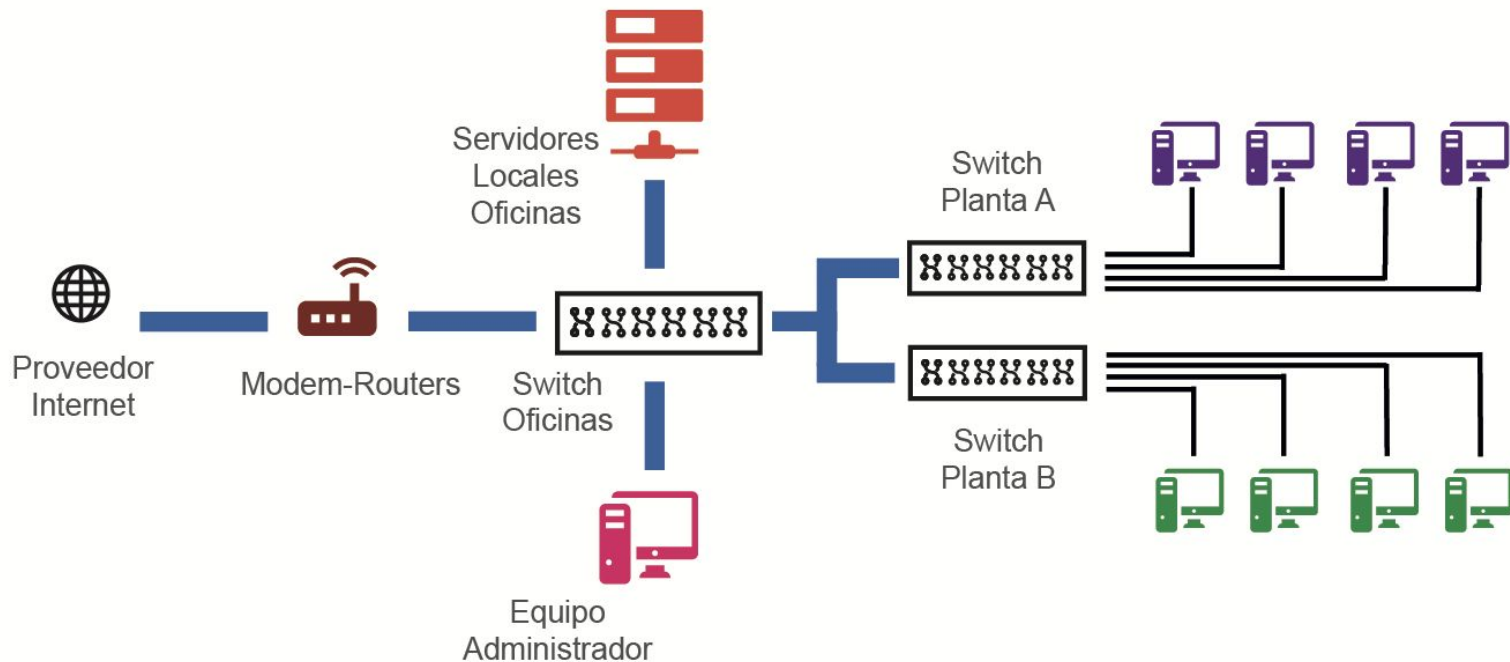 Servidores
Locales
Oficinas
Switch
Planta A
Proveedor
Internet
Modem-Routers
Switch
Oficinas
Switch
Planta B
Equipo
Administrador